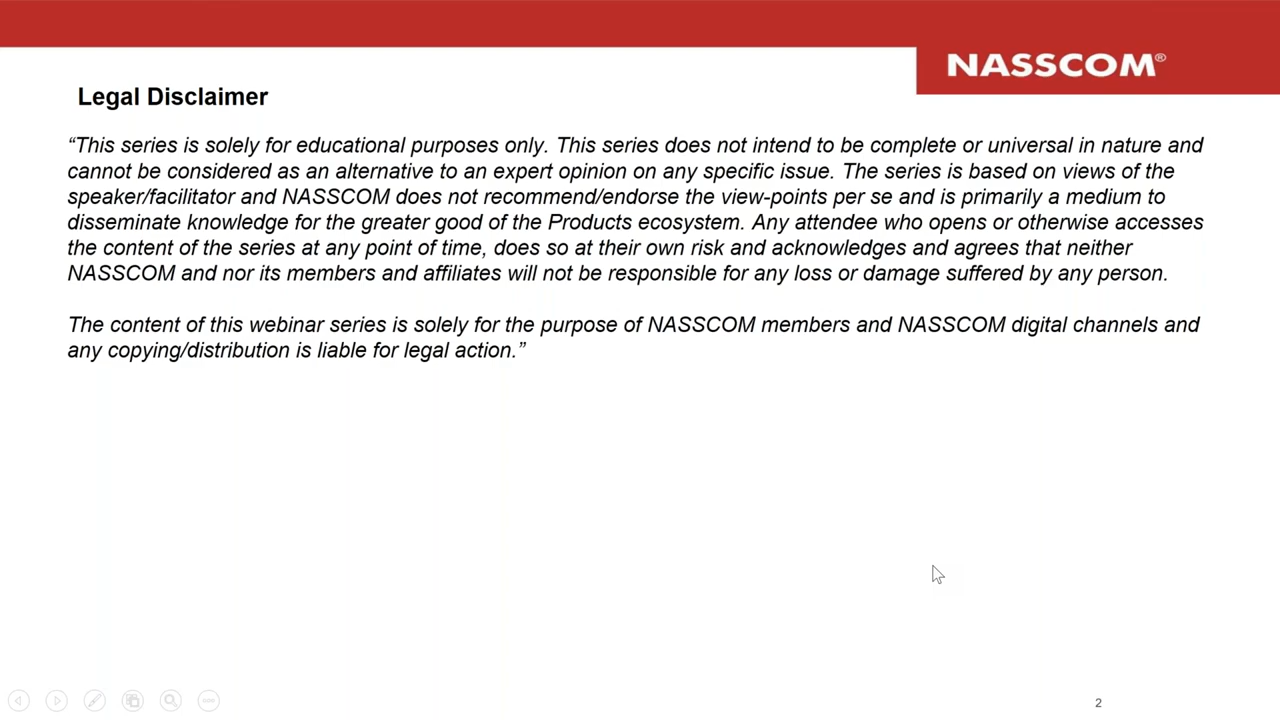 NASSCOM®
Legal Disclaimer
“This series is solely for educational purposes only. This series does not intend to be complete or universal in nature and
cannot be considered as an alternative to an expert opinion on any specific issue. The series is based on views of the
speaker/facilitator and NASSCOM does not recommend/endorse the view-points per se and is primarily a medium to
disseminate knowledge for the greater good of the Products ecosystem. Any attendee who opens or otherwise accesses
the content of the series at any point of time, does so at their own risk and acknowledges and agrees that neither
NASSCOM and nor its members and affiliates will not be responsible for any loss or damage suffered by any person.
The content of this webinar series is solely for the purpose of NASSCOM members and NASSCOM digital channels and
any copying/distribution is liable for legal action.”
2